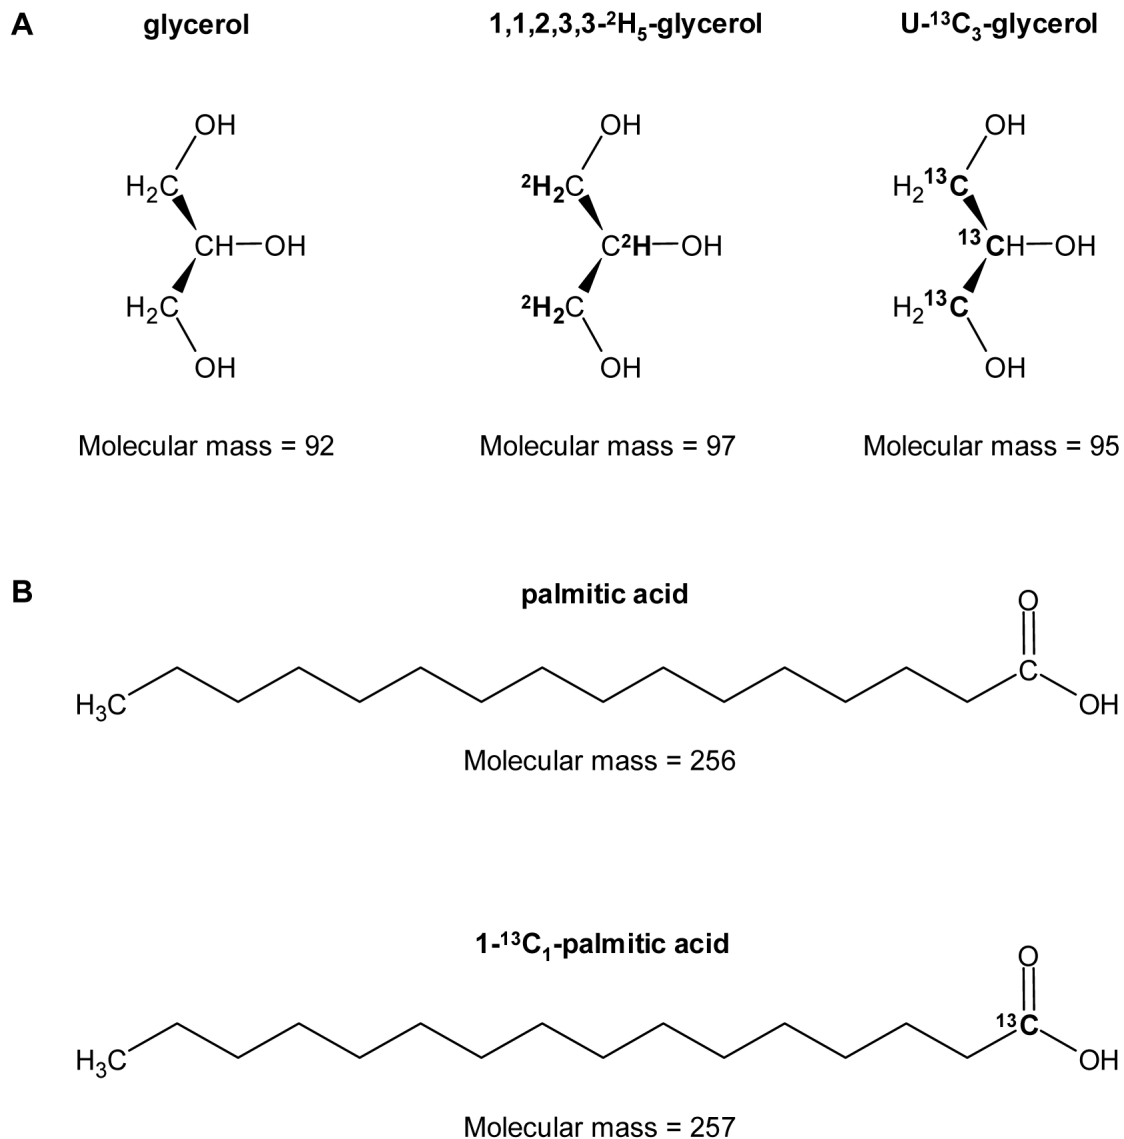 A glycerol 1,1,2,3,3-²H₅-glycerol U-¹³C₃-glycerol
OH OH OH
H₂C ²H₂C H₂¹³C
CH—OH C²H—OH ¹³CH—OH
H₂C ²H₂C H₂¹³C
OH OH OH
Molecular mass = 92 Molecular mass = 97 Molecular mass = 95
B palmitic acid
O
C
H₃C OH
Molecular mass = 256
1-¹³C₁-palmitic acid
O
¹³C
H₃C OH
Molecular mass = 257